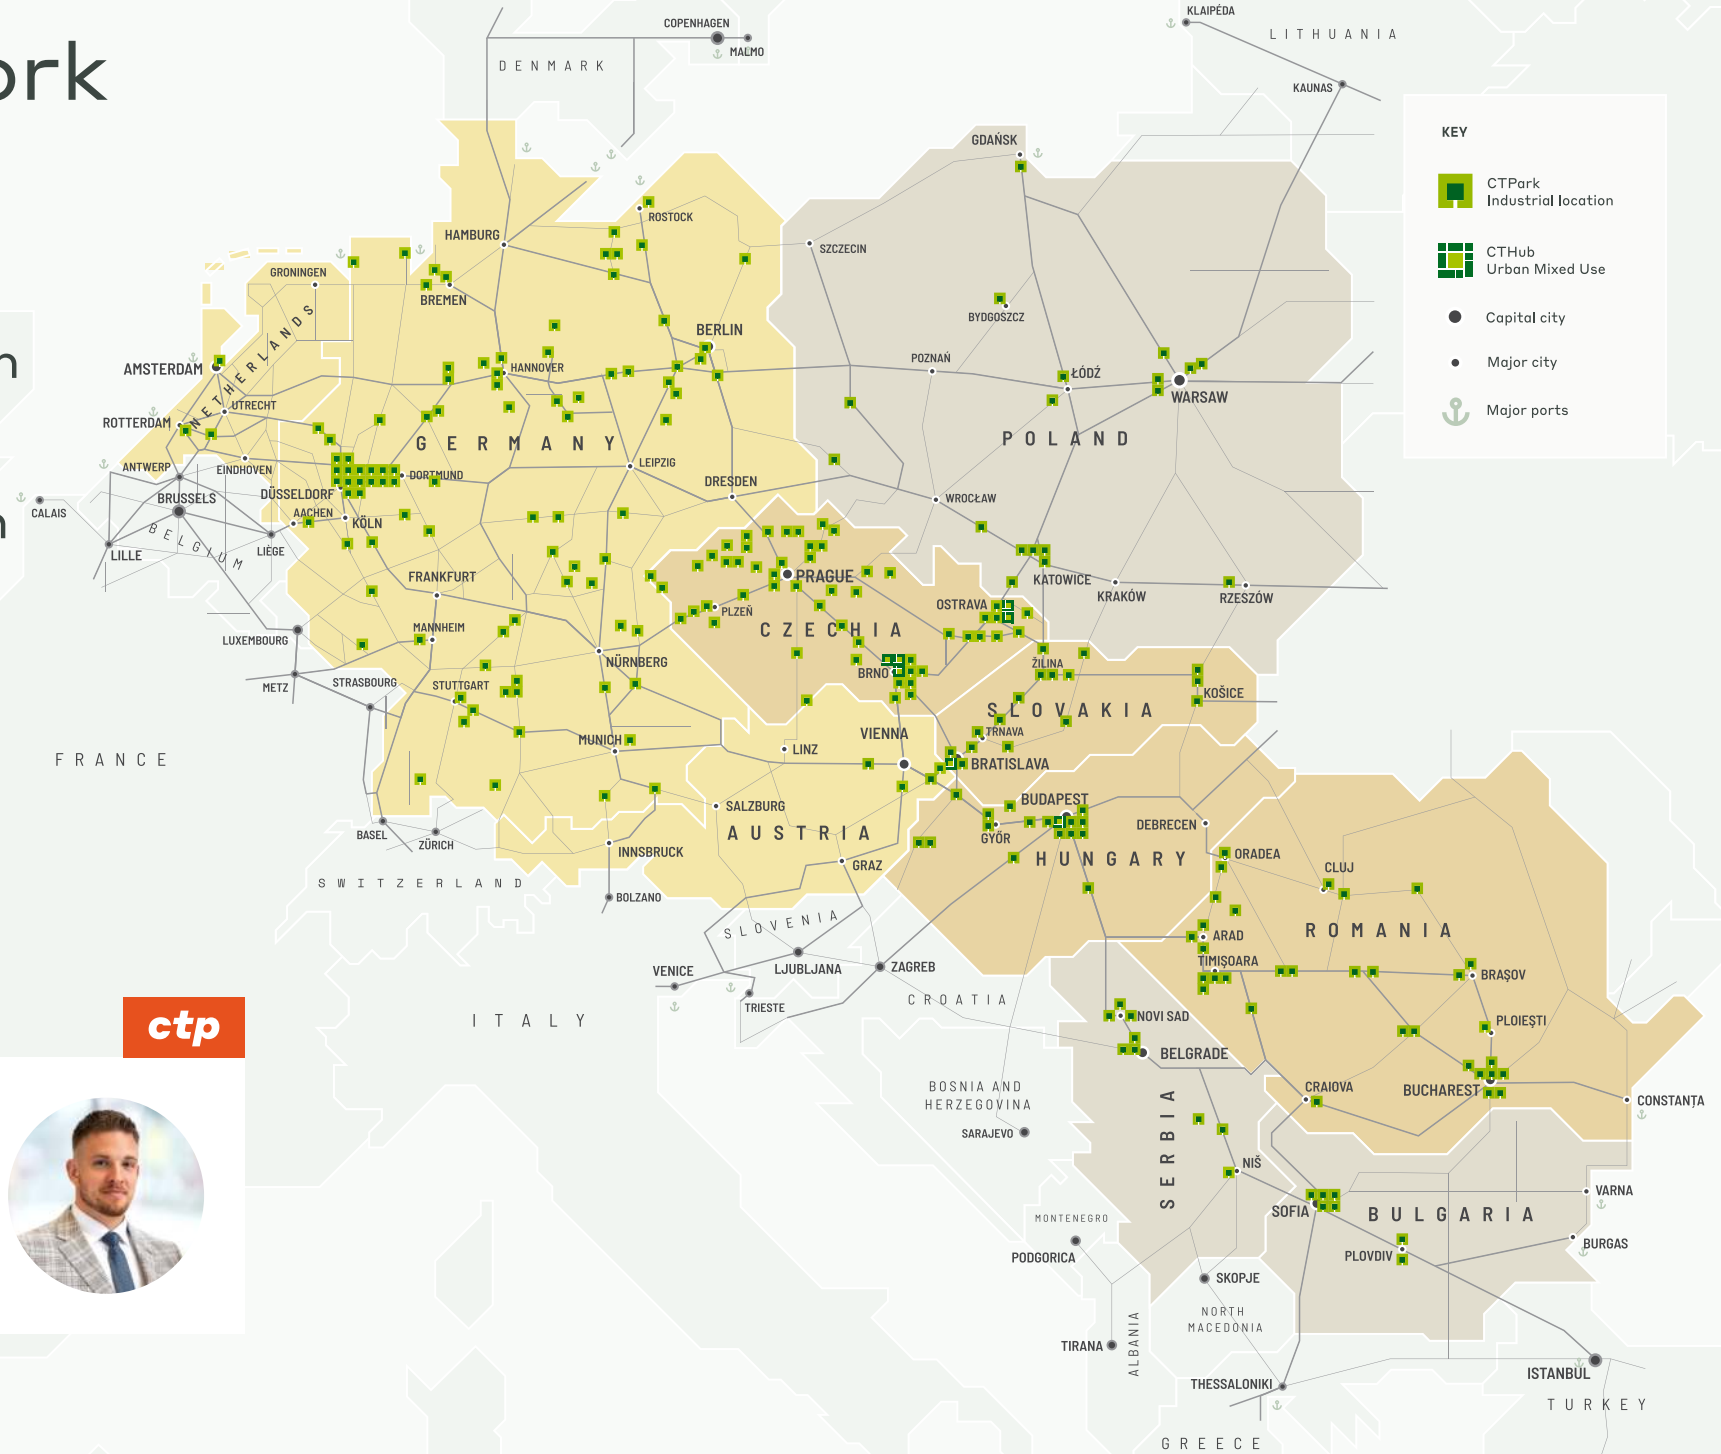 ork
n
n
ctp
KEY
CTPark
Industrial location
CTHub
Urban Mixed Use
Capital city
Major city
Major ports
COPENHAGEN
MALMO
DENMARK
KLAIPĖDA
LITHUANIA
KAUNAS
GDAŃSK
ROSTOCK
HAMBURG
SZCZECIN
GRONINGEN
BREMEN
BYDGOSZCZ
BERLIN
NETHERLANDS
AMSTERDAM
HANNOVER
POZNAŃ
ŁÓDŹ
WARSAW
UTRECHT
ROTTERDAM
GERMANY
POLAND
ANTWERP
EINDHOVEN
DORTMUND
LEIPZIG
DRESDEN
DÜSSELDORF
BRUSSELS
WROCŁAW
CALAIS
AACHEN
KÖLN
BELGIUM
LILLE
LIÈGE
FRANKFURT
PRAGUE
KATOWICE
KRAKÓW
RZESZÓW
OSTRAVA
PLZEŇ
CZECHIA
LUXEMBOURG
MANNHEIM
NÜRNBERG
ŽILINA
BRNO
METZ
STRASBOURG
STUTTGART
KOŠICE
SLOVAKIA
TRNAVA
VIENNA
MUNICH
LINZ
FRANCE
BRATISLAVA
BUDAPEST
SALZBURG
AUSTRIA
BASEL
ZÜRICH
GYŐR
DEBRECEN
INNSBRUCK
HUNGARY
ORADEA
CLUJ
GRAZ
SWITZERLAND
BOLZANO
SLOVENIA
ROMANIA
ARAD
TIMIŞOARA
VENICE
LJUBLJANA
ZAGREB
BRAŞOV
TRIESTE
CROATIA
NOVI SAD
PLOIEŞTI
ITALY
BELGRADE
BOSNIA AND
HERZEGOVINA
CRAIOVA
BUCHAREST
CONSTANȚA
SARAJEVO
SERBIA
NIŠ
VARNA
SOFIA
BULGARIA
MONTENEGRO
PODGORICA
PLOVDIV
BURGAS
SKOPJE
NORTH
MACEDONIA
TIRANA
ALBANIA
ISTANBUL
THESSALONIKI
TURKEY
GREECE